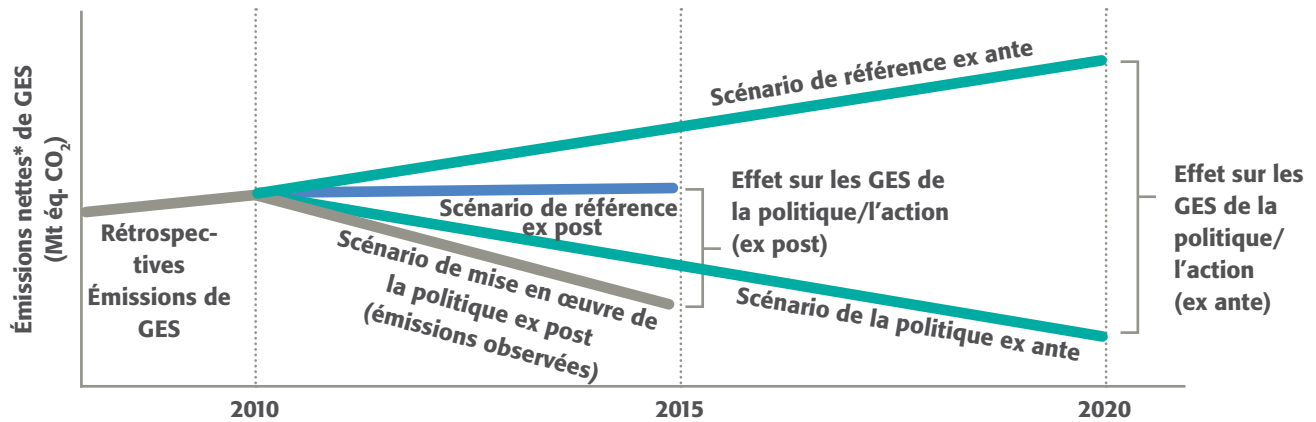 Émissions nettes* de GES
(Mt éq. CO₂)
Rétrospec-
tives
Émissions de
GES
Scénario de référence ex ante
Scénario de référence
ex post
Scénario de mise en œuvre de
la politique ex post
(émissions observées)
Effet sur les GES de
la politique/l’action
(ex post)
Scénario de la politique ex ante
Effet sur les
GES de la
politique/
l’action
(ex ante)
2010
2015
2020